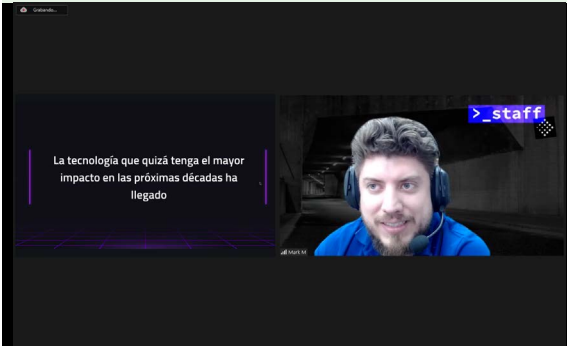 Grabando...
La tecnología que quizá tenga el mayor
impacto en las próximas décadas ha
llegado
>_staff
Mark M